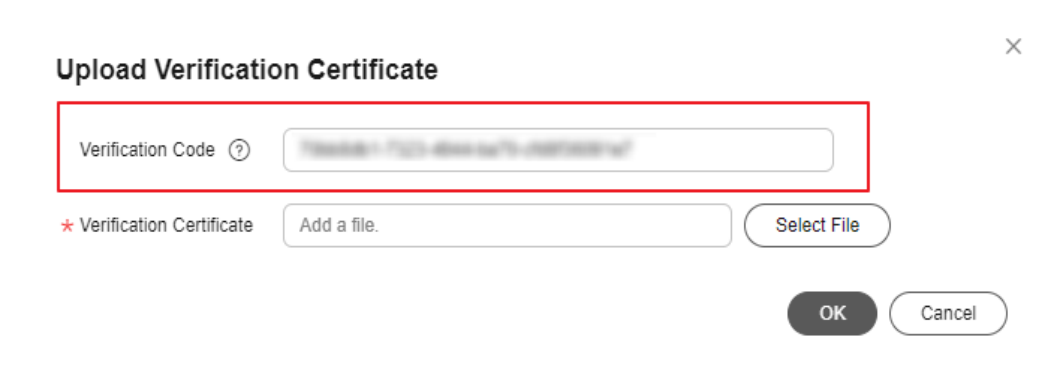 Upload Verification Certificate
Verification Code ?
* Verification Certificate Add a file. Select File
OK Cancel